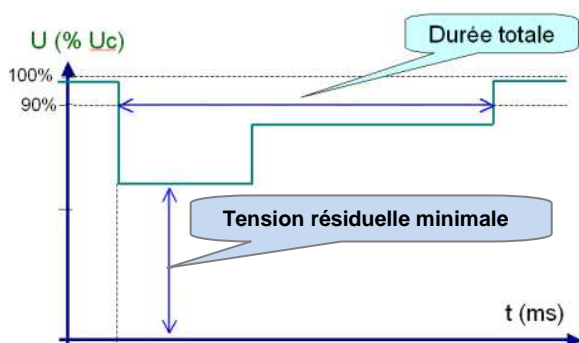 Durée totale
U (% Uc)
100%
90%
Tension résiduelle minimale
t (ms)